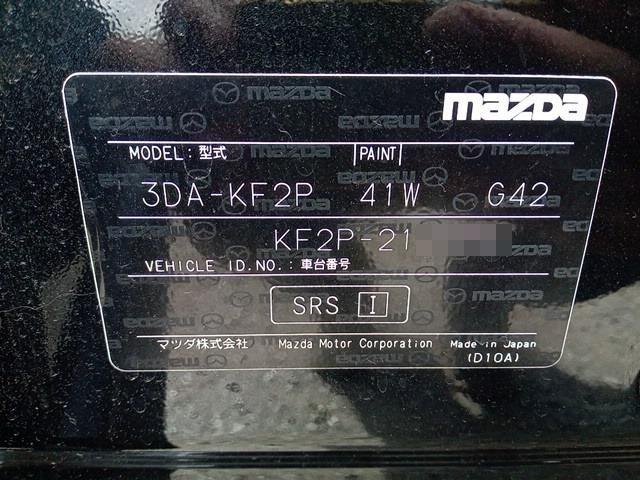 mazda
MODEL : 型式 PAINT
3DA-KF2P 41W G42
KF2P-21
VEHICLE ID.NO.: 車台番号
SRS I
マツダ株式会社 Mazda Motor Corporation Made in Japan
(D10A)